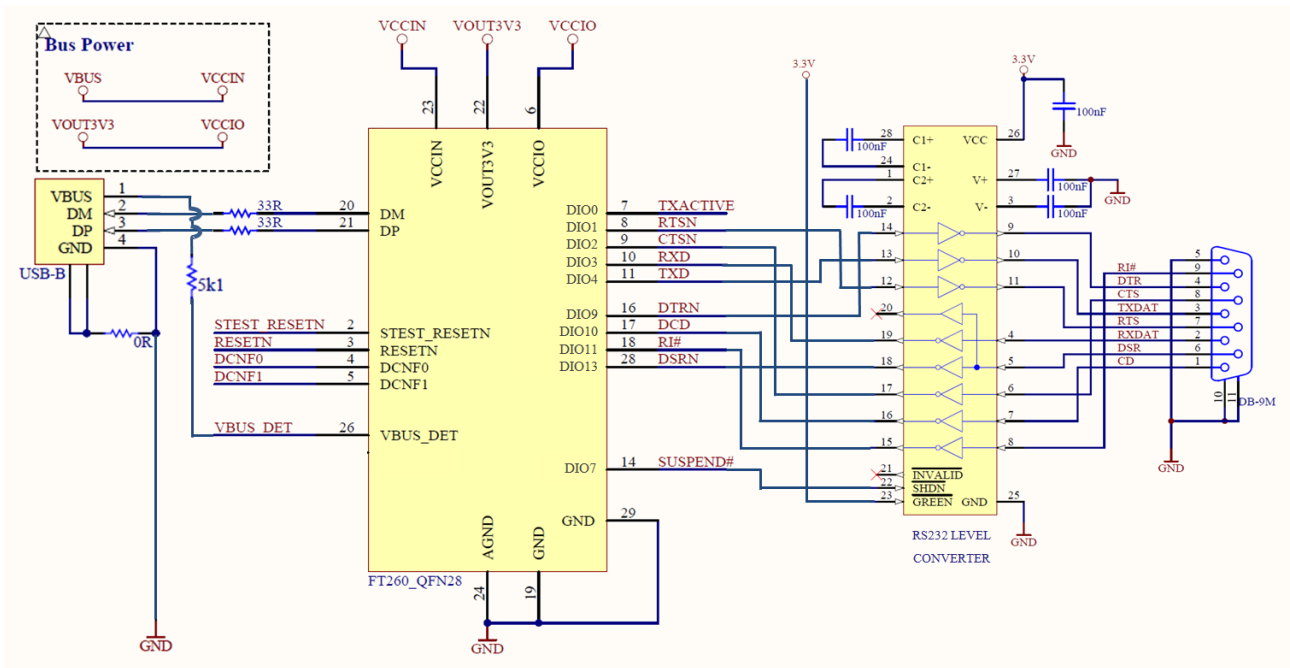 Bus Power
VBUS VCCIN
VOUT3V3 VCCIO
VCCIN VOUT3V3 VCCIO
23 22 6
VCCIN VOUT3V3 VCCIO
VBUS 1
DM 2
DP 3
GND 4
USB-B
33R
33R
5k1
0R
GND
20 DM
21 DP
STEST_RESETN 2 STEST_RESETN
RESETN 3 RESETN
DCNF0 4 DCNF0
DCNF1 5 DCNF1
VBUS_DET 26 VBUS_DET
DIO0 7 TXACTIVE
DIO1 8 RTSN
DIO2 9 CTSN
DIO3 10 RXD
DIO4 11 TXD
DIO9 16 DTRN
DIO10 17 DCD
DIO11 18 RI#
DIO13 28 DSRN
DIO7 14 SUSPEND#
GND 29
AGND GND
24 19
FT260_QFN28
GND
3.3V
3.3V
100nF
GND
100nF
28 C1+ VCC 26
24 C1-
1 C2+ V+ 27
100nF
GND
100nF
2 C2- V- 3
100nF
14 9
13 10
12 11
20
19 4
18 5
17 6
16 7
15 8
21 INVALID
22 SHDN
23 GREEN GND 25
RS232 LEVEL
CONVERTER
GND
5
RI# 9
DTR 4
CTS 8
TXDAT 3
RTS 7
RXDAT 2
DSR 6
CD 1
10 11
DB-9M
GND